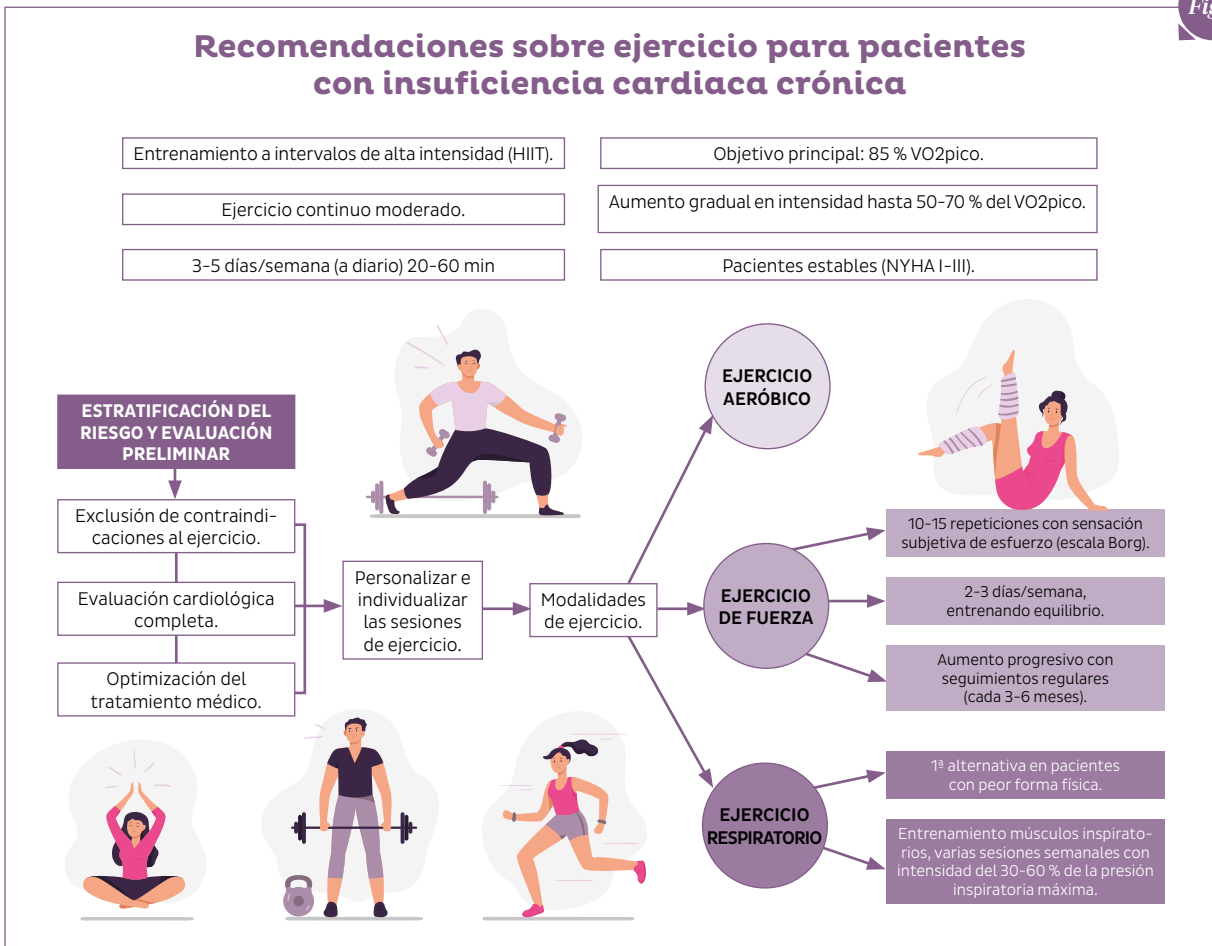 Fig
Recomendaciones sobre ejercicio para pacientes
con insuficiencia cardiaca crónica
Entrenamiento a intervalos de alta intensidad (HIIT).
Objetivo principal: 85 % VO2pico.
Ejercicio continuo moderado.
Aumento gradual en intensidad hasta 50-70 % del VO2pico.
3-5 días/semana (a diario) 20-60 min
Pacientes estables (NYHA I-III).
ESTRATIFICACIÓN DEL
RIESGO Y EVALUACIÓN
PRELIMINAR
Exclusión de contraindi-
caciones al ejercicio.
Evaluación cardiológica
completa.
Optimización del
tratamiento médico.
Personalizar e
individualizar
las sesiones
de ejercicio.
Modalidades
de ejercicio.
EJERCICIO
AERÓBICO
EJERCICIO
DE FUERZA
10-15 repeticiones con sensación
subjetiva de esfuerzo (escala Borg).
2-3 días/semana,
entrenando equilibrio.
Aumento progresivo con
seguimientos regulares
(cada 3-6 meses).
EJERCICIO
RESPIRATORIO
1ª alternativa en pacientes
con peor forma física.
Entrenamiento músculos inspirato-
rios, varias sesiones semanales con
intensidad del 30-60 % de la presión
inspiratoria máxima.